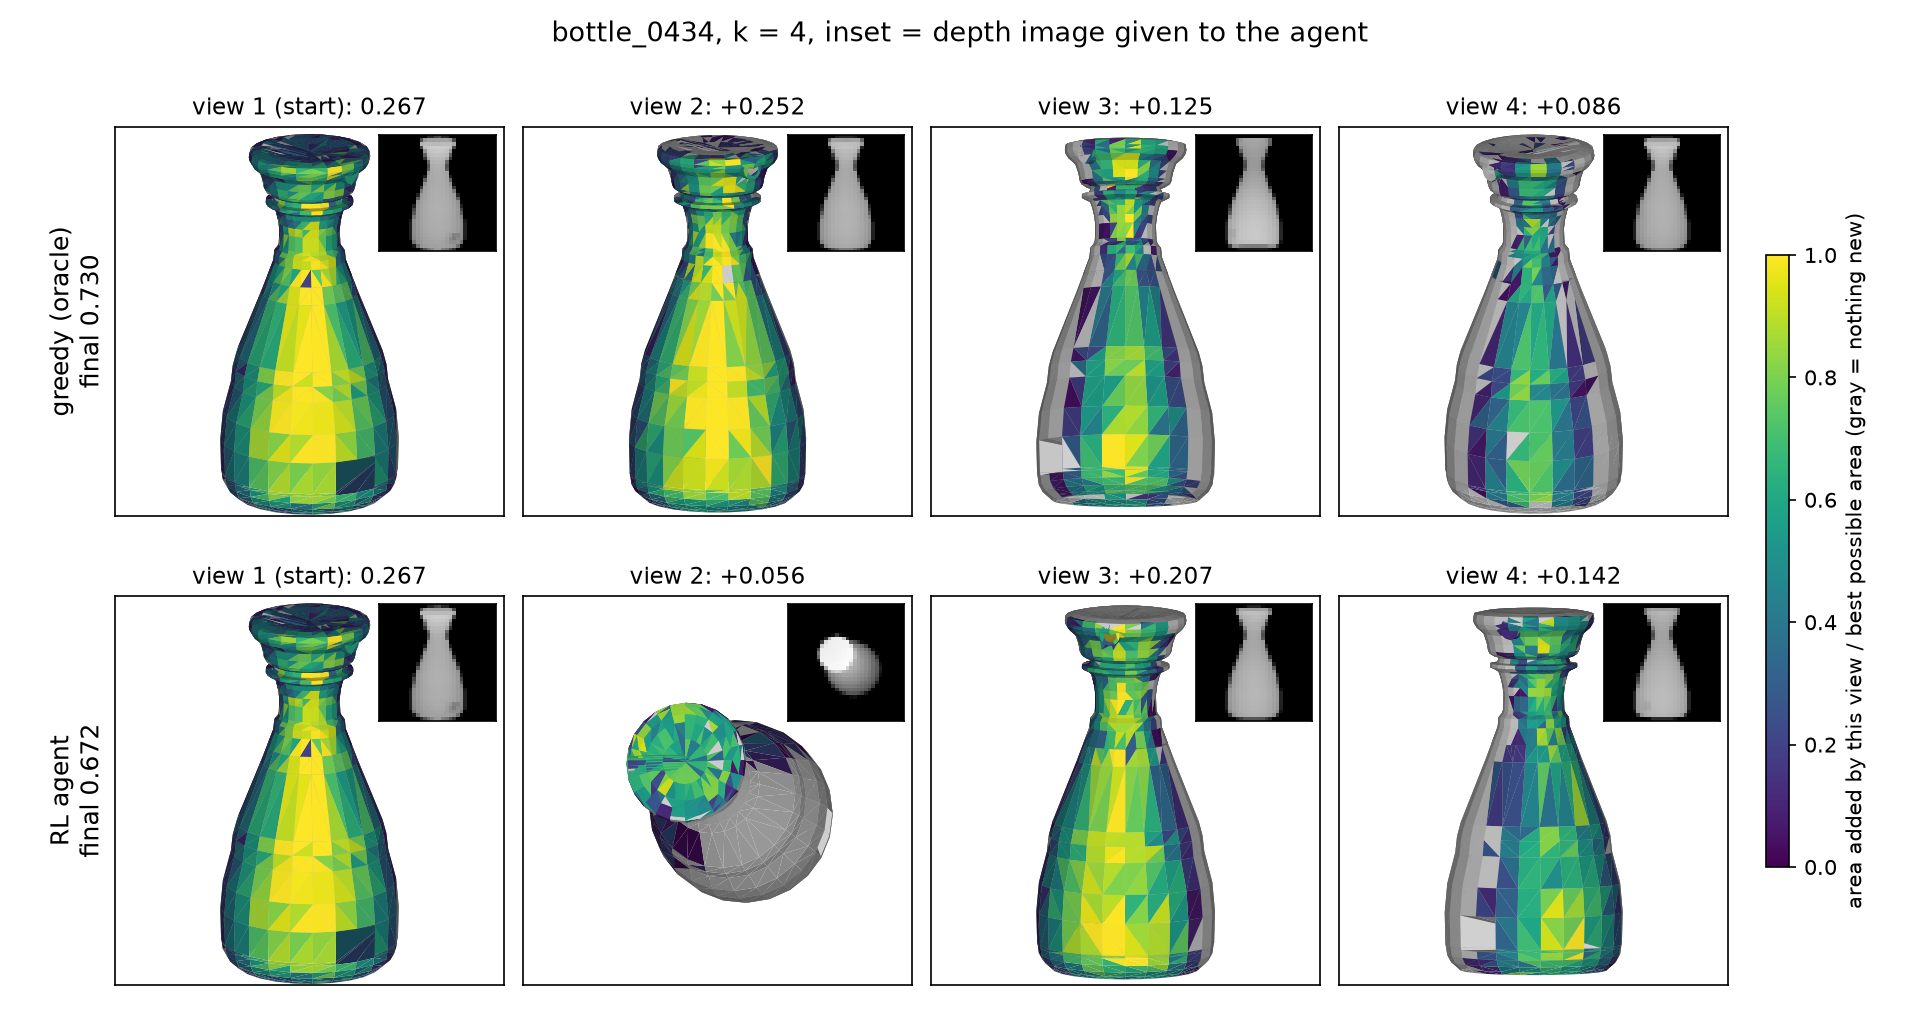 bottle_0434, k = 4, inset = depth image given to the agent
view 1 (start): 0.267
view 2: +0.252
view 3: +0.125
view 4: +0.086
greedy (oracle)
final 0.730
view 1 (start): 0.267
view 2: +0.056
view 3: +0.207
view 4: +0.142
RL agent
final 0.672
1.0
0.8
0.6
0.4
0.2
0.0
area added by this view / best possible area (gray = nothing new)